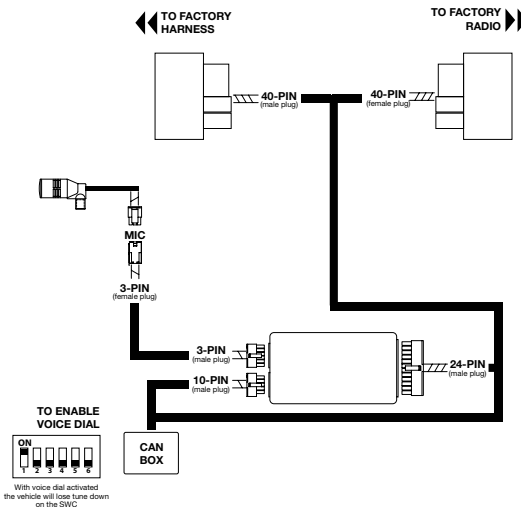 TO FACTORY
HARNESS
TO FACTORY
RADIO
40-PIN
(male plug)
40-PIN
(female plug)
MIC
3-PIN
(female plug)
3-PIN
(male plug)
10-PIN
(male plug)
24-PIN
(male plug)
TO ENABLE
VOICE DIAL
ON
1 2 3 4 5 6
CAN
BOX
With voice dial activated
the vehicle will lose tune down
on the SWC